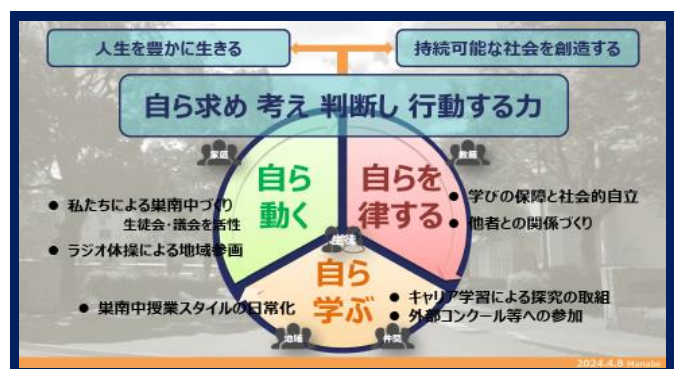 人生を豊かに生きる
持続可能な社会を創造する
自ら求め 考え 判断し 行動する力
家庭
教師
自ら
動く
自らを
律する
● 私たちによる巣南中づくり
生徒会・議会を活性
● ラジオ体操による地域参画
● 学びの保障と社会的自立
● 他者との関係づくり
生徒
自ら
学ぶ
● 巣南中授業スタイルの日常化
● キャリア学習による探究の取組
● 外部コンクール等への参加
地域
仲間
2024.4.8 Manabe